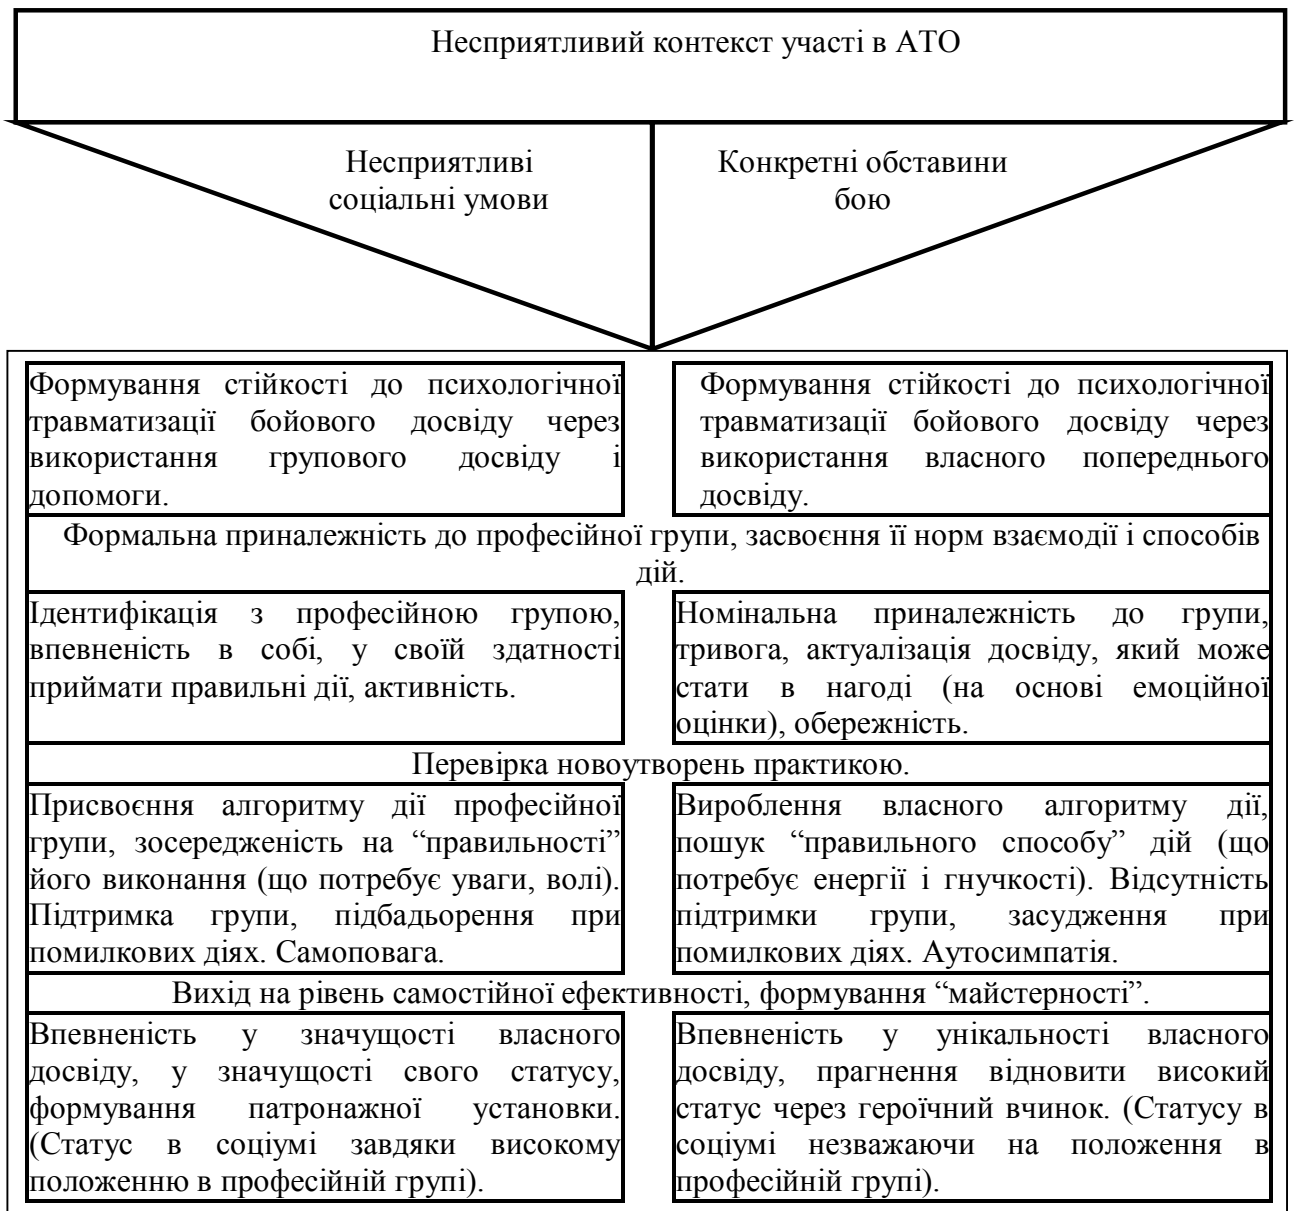 Несприятливий контекст участі в АТО
Несприятливі
соціальні умови
Конкретні обставини
бою
Формування стійкості до психологічної
травматизації бойового досвіду через
використання групового досвіду і
допомоги.
Формування стійкості до психологічної
травматизації бойового досвіду через
використання власного попереднього
досвіду.
Формальна приналежність до професійної групи, засвоєння її норм взаємодії і способів
дій.
Ідентифікація з професійною групою,
впевненість в собі, у своїй здатності
приймати правильні дії, активність.
Номінальна приналежність до групи,
тривога, актуалізація досвіду, який може
стати в нагоді (на основі емоційної
оцінки), обережність.
Перевірка новоутворень практикою.
Присвоєння алгоритму дії професійної
групи, зосередженість на “правильності”
його виконання (що потребує уваги, волі).
Підтримка групи, підбадьорення при
помилкових діях. Самоповага.
Вироблення власного алгоритму дії,
пошук “правильного способу” дій (що
потребує енергії і гнучкості). Відсутність
підтримки групи, засудження при
помилкових діях. Аутосимпатія.
Вихід на рівень самостійної ефективності, формування “майстерності”.
Впевненість у значущості власного
досвіду, у значущості свого статусу,
формування патронажної установки.
(Статус в соціумі завдяки високому
положенню в професійній групі).
Впевненість у унікальності власного
досвіду, прагнення відновити високий
статус через героїчний вчинок. (Статусу в
соціумі незважаючи на положення в
професійній групі).